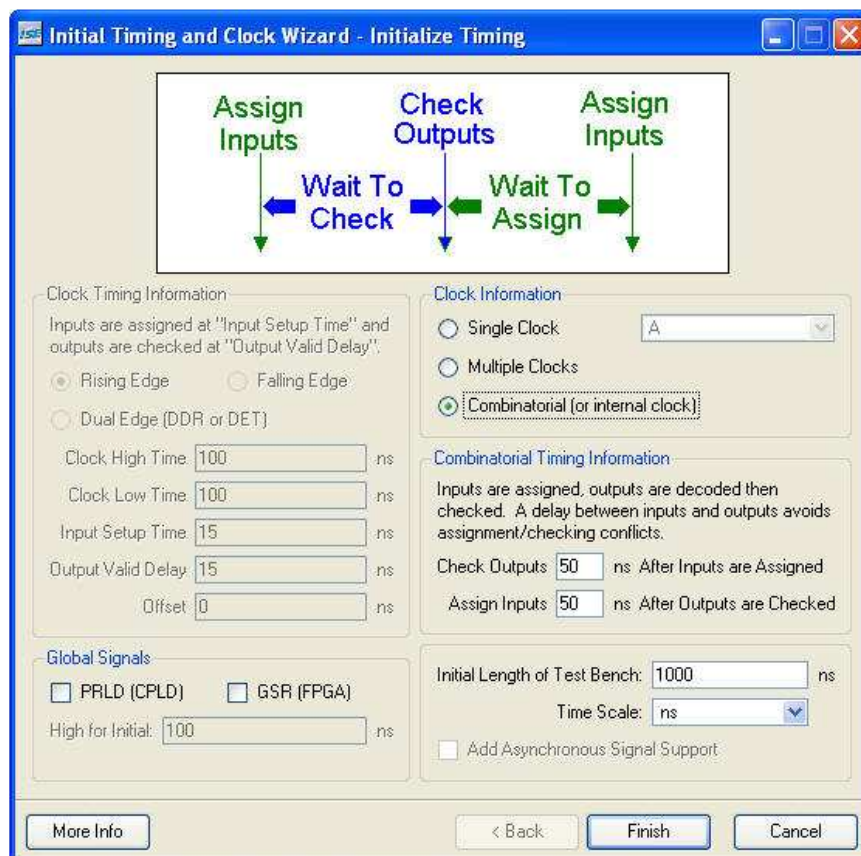 ISE Initial Timing and Clock Wizard - Initialize Timing
Assign Inputs
Check Outputs
Assign Inputs
Wait To Check
Wait To Assign
Clock Timing Information
Inputs are assigned at "Input Setup Time" and
outputs are checked at "Output Valid Delay".
Rising Edge Falling Edge
Dual Edge (DDR or DET)
Clock High Time 100 ns
Clock Low Time 100 ns
Input Setup Time 15 ns
Output Valid Delay 15 ns
Offset 0 ns
Global Signals
PRLD (CPLD) GSR (FPGA)
High for Initial: 100 ns
Clock Information
Single Clock A
Multiple Clocks
Combinatorial (or internal clock)
Combinatorial Timing Information
Inputs are assigned, outputs are decoded then
checked. A delay between inputs and outputs avoids
assignment/checking conflicts.
Check Outputs 50 ns After Inputs are Assigned
Assign Inputs 50 ns After Outputs are Checked
Initial Length of Test Bench: 1000 ns
Time Scale: ns
Add Asynchronous Signal Support
More Info < Back Finish Cancel